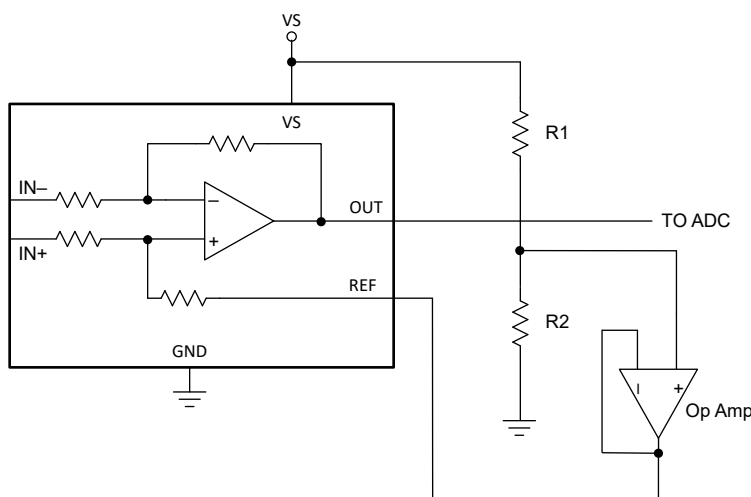 VS
VS
R1
IN–
–
OUT
TO ADC
IN+
+
REF
R2
GND
– +
Op Amp